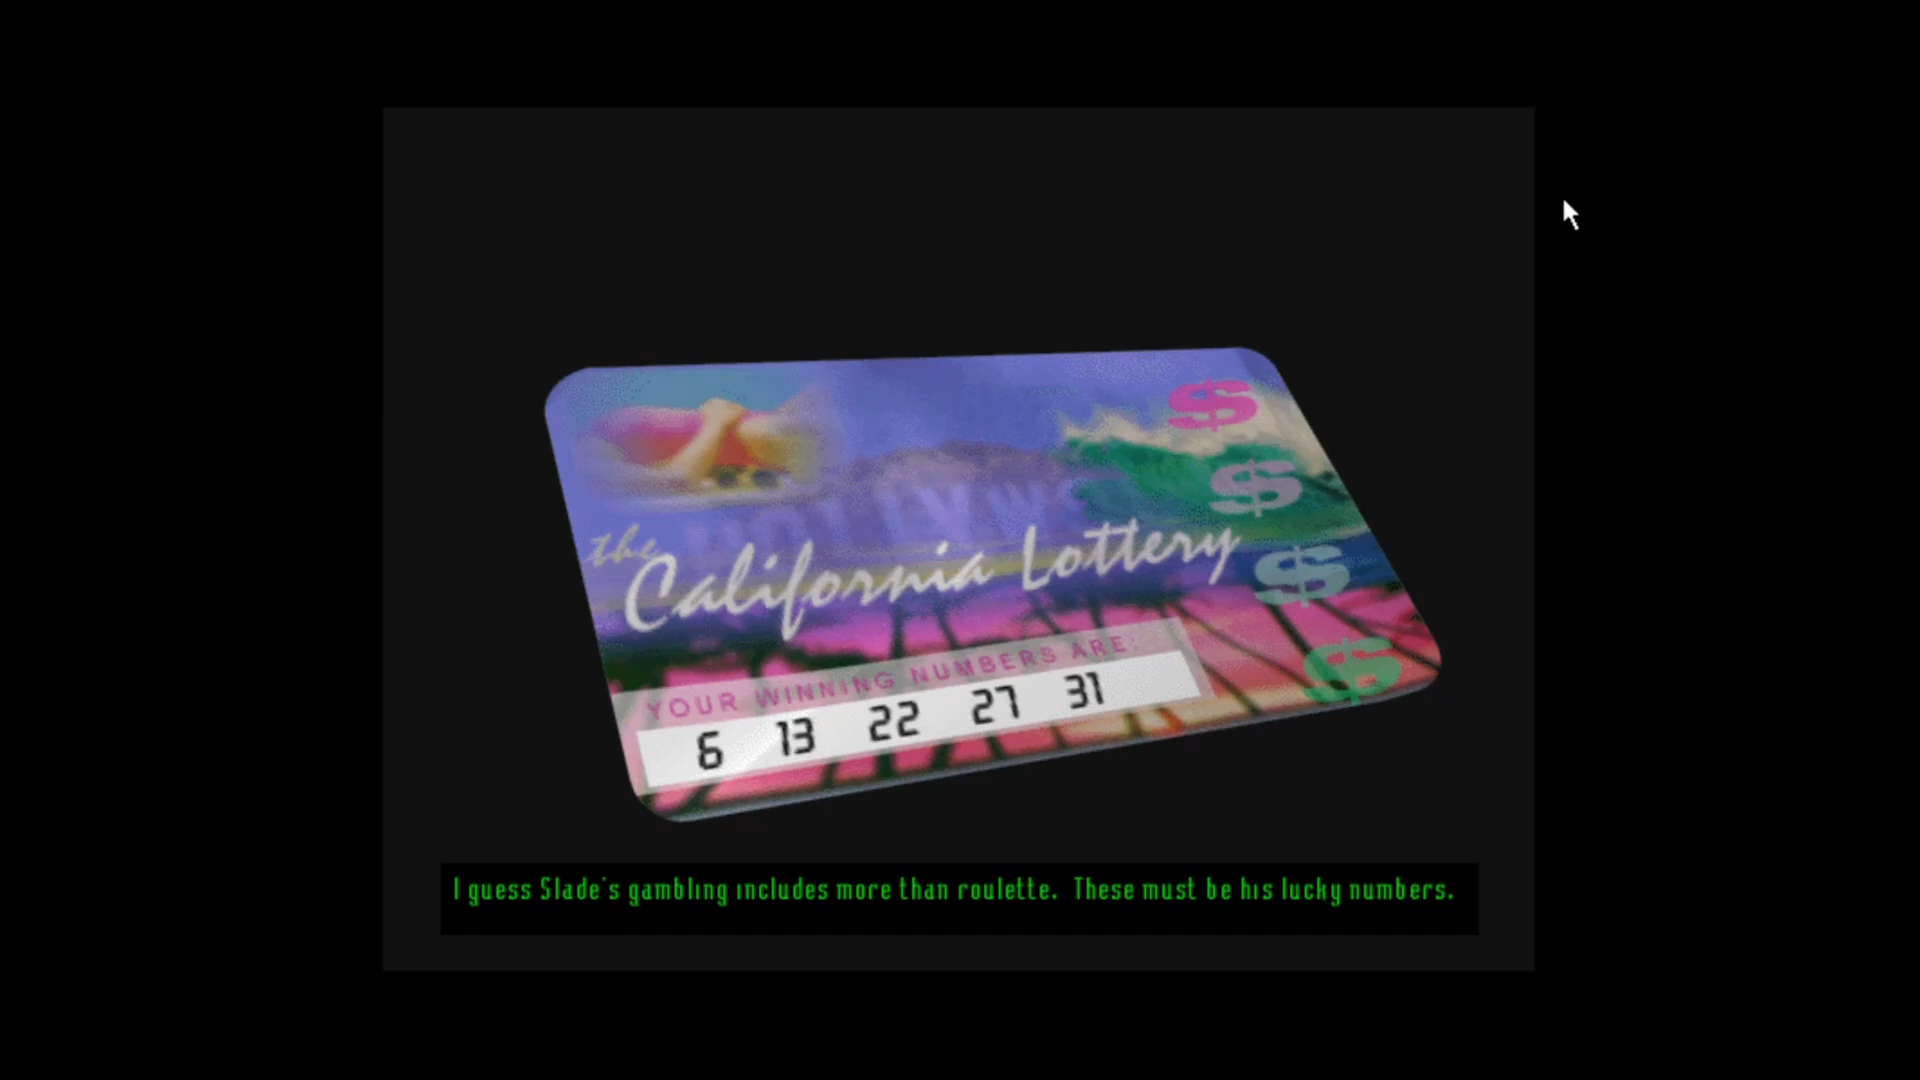 HOLLYWO
the
California Lottery
YOUR WINNING NUMBERS ARE:
6 13 22 27 31
$
$
$
$
I guess Slade's gambling includes more than roulette. These must be his lucky numbers.